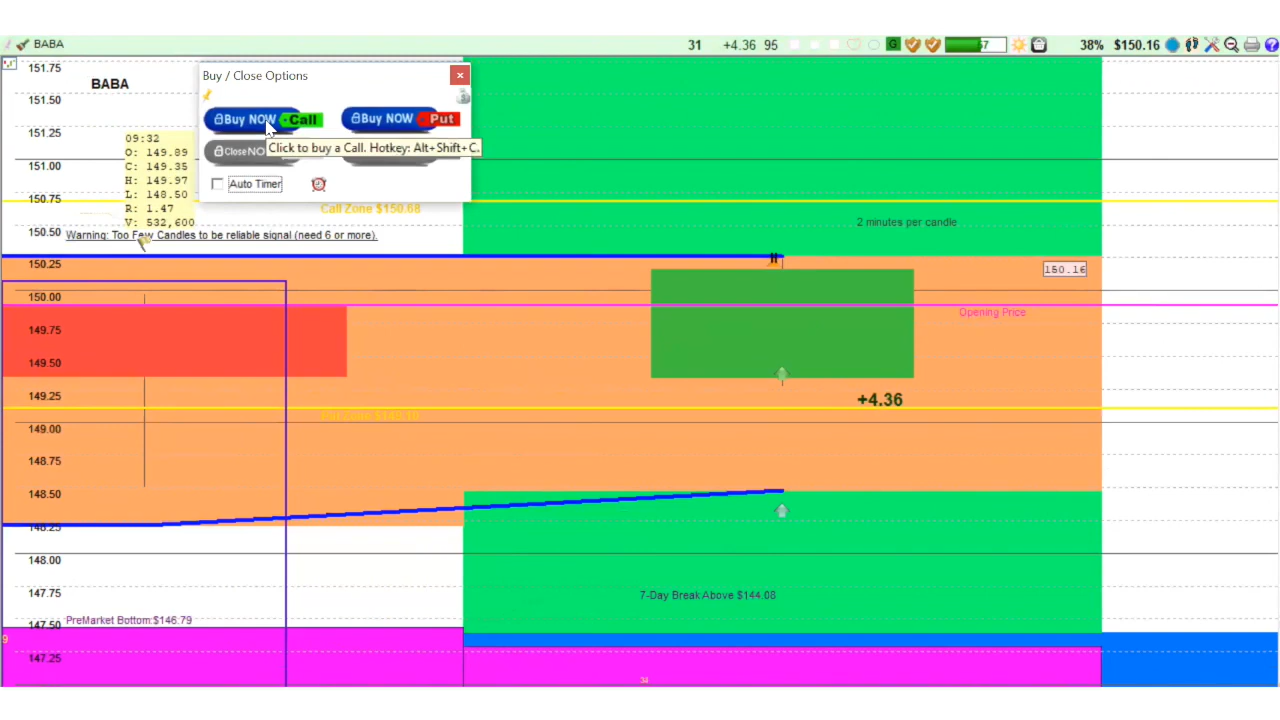 BABA
31 +4.36 95
G
57
38% $150.16
151.75
151.50
151.25
151.00
150.75
150.50
150.25
150.00
149.75
149.50
149.25
149.00
148.75
148.50
148.25
148.00
147.75
147.50
147.25
BABA
Buy / Close Options
Buy NOW Call
Buy NOW Put
Close NO
Click to buy a Call. Hotkey: Alt+Shift+C.
Auto Timer
09:32
O: 149.89
C: 149.35
H: 149.97
L: 148.50
R: 1.47
V: 532,600
Call Zone $150.68
Warning: Too Few Candles to be reliable signal (need 6 or more).
2 minutes per candle
150.16
Opening Price
+4.36
7-Day Break Above $144.08
PreMarket Bottom:$146.79
9